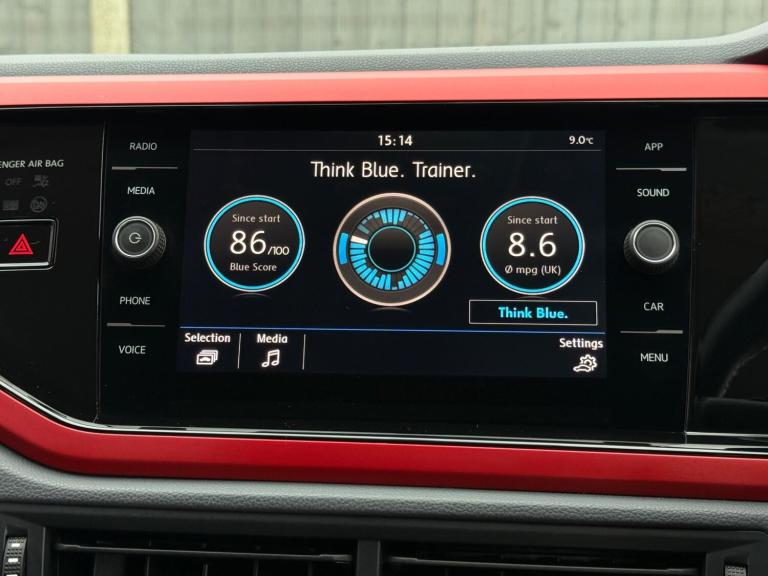 15:14
9.0°C
Think Blue. Trainer.
Since start
86/100
Blue Score
Since start
8.6
Ø mpg (UK)
Think Blue.
Selection
Media
Settings
RADIO
MEDIA
PHONE
VOICE
APP
SOUND
CAR
MENU
ENGER AIR BAG
OFF